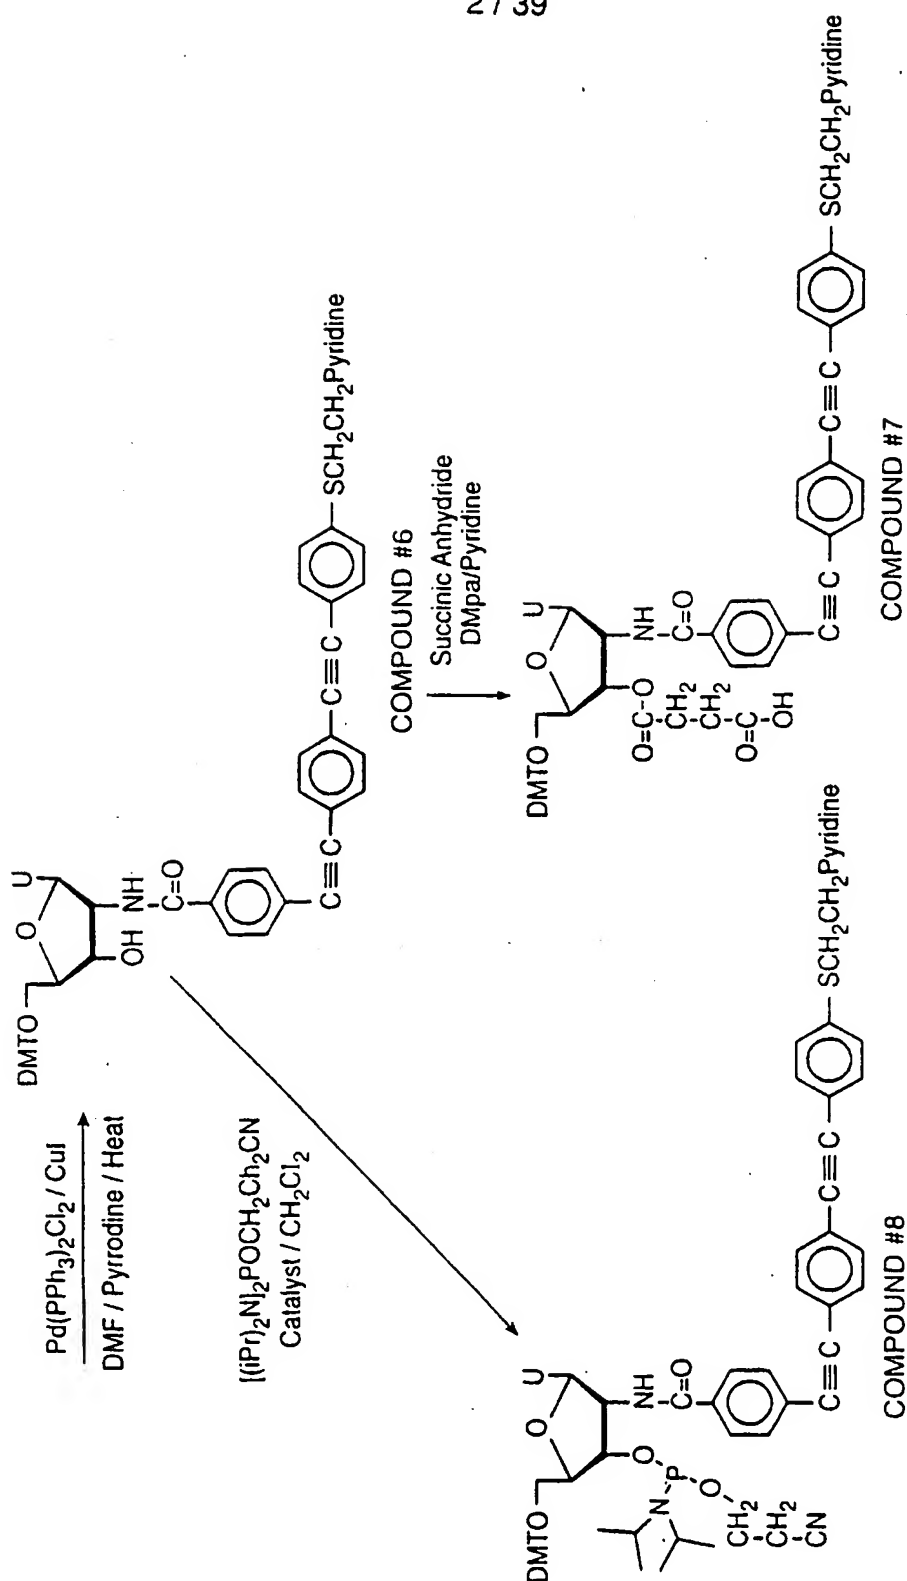 2 / 39
Pd(PPh3)2Cl2 / CuI
DMF / Pyrrodine / Heat
DMTO
O
U
OH
NH
C=O
C≡C
C≡C
SCH2CH2Pyridine
COMPOUND #6
Succinic Anhydride
DMpa/Pyridine
[(iPr)2N]2POCH2Ch2CN
Catalyst / CH2Cl2
DMTO
O
U
O
NH
C=O
O=C
CH2
CH2
O=C
OH
C≡C
C≡C
SCH2CH2Pyridine
COMPOUND #7
DMTO
O
U
O
NH
C=O
N
P
O
CH2
CH2
CN
C≡C
C≡C
SCH2CH2Pyridine
COMPOUND #8